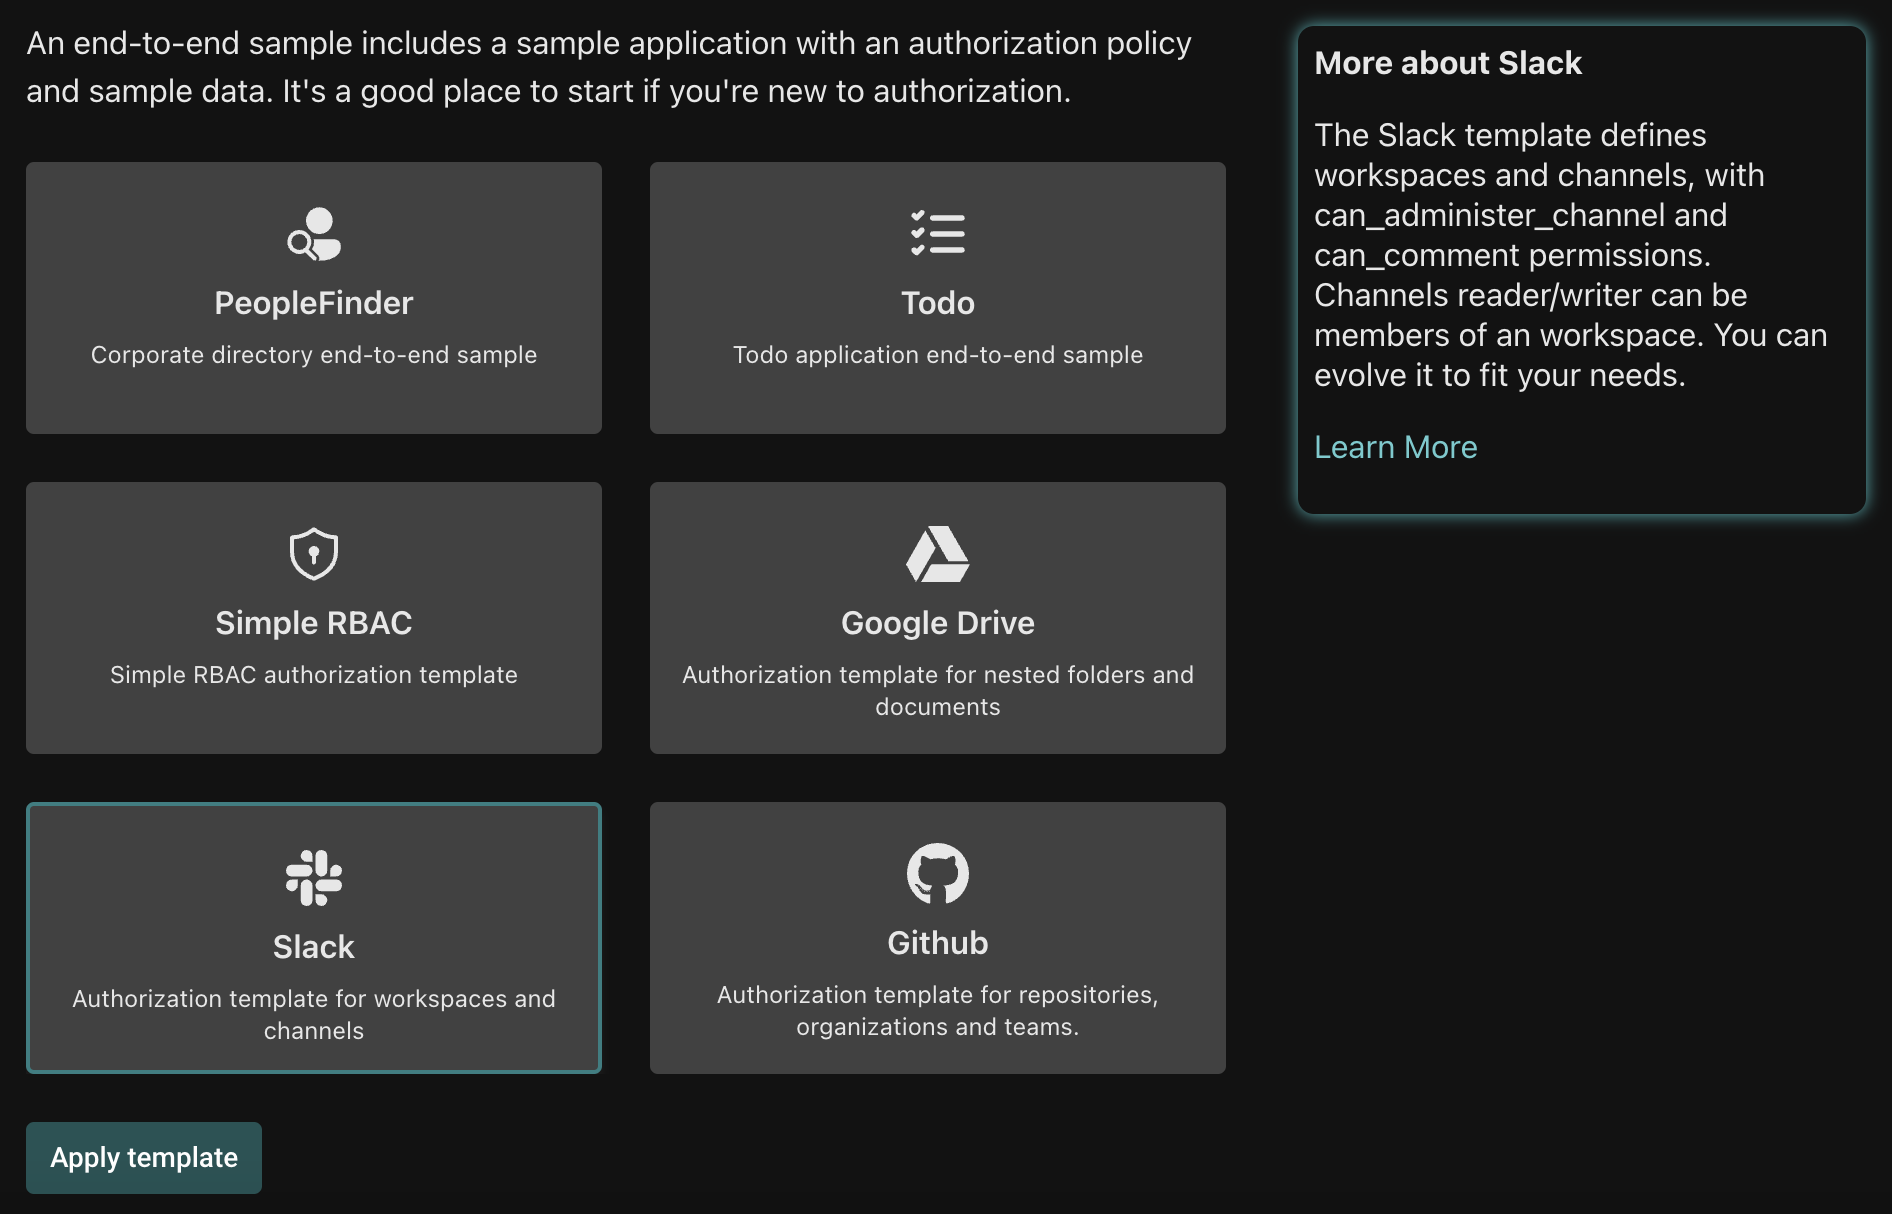 An end-to-end sample includes a sample application with an authorization policy
and sample data. It's a good place to start if you're new to authorization.
PeopleFinder
Corporate directory end-to-end sample
Todo
Todo application end-to-end sample
Simple RBAC
Simple RBAC authorization template
Google Drive
Authorization template for nested folders and
documents
Slack
Authorization template for workspaces and
channels
Github
Authorization template for repositories,
organizations and teams.
Apply template
More about Slack
The Slack template defines
workspaces and channels, with
can_administer_channel and
can_comment permissions.
Channels reader/writer can be
members of an workspace. You can
evolve it to fit your needs.
Learn More